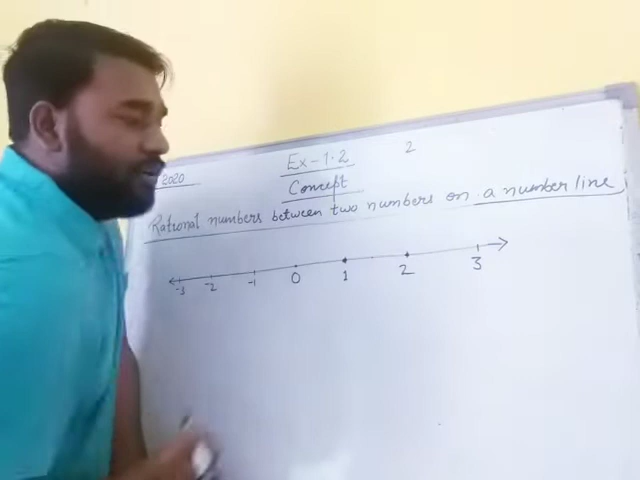 2020
Ex-1.2
2
Concept
Rational numbers between two numbers on a number line
-3 -2 -1 0 1 2 3